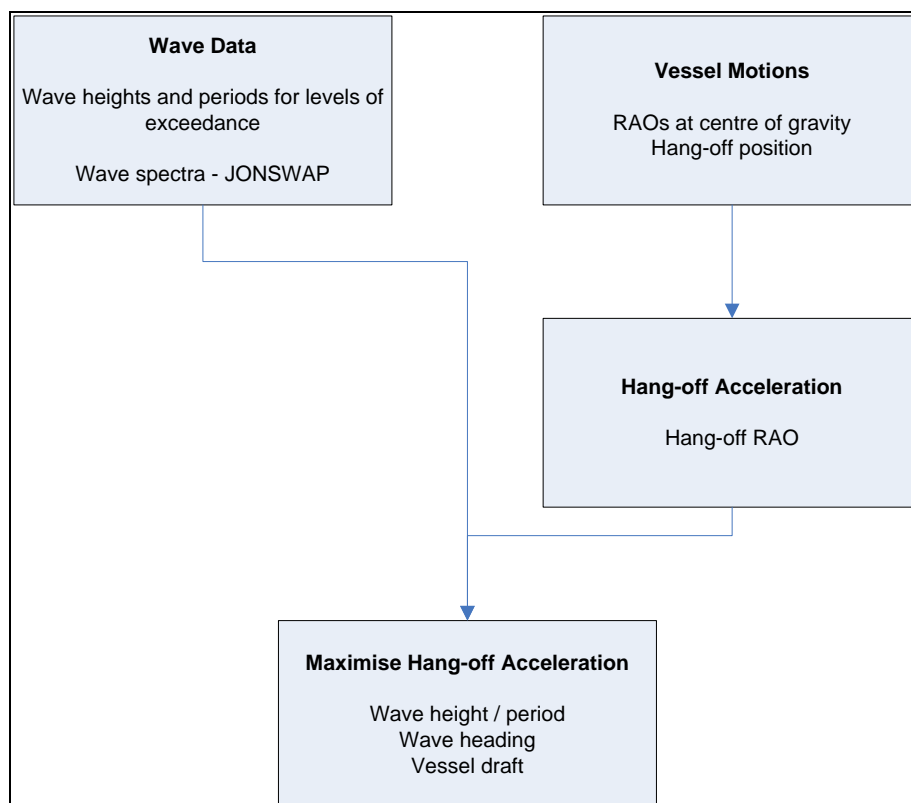 Wave Data
Wave heights and periods for levels of
exceedance
Wave spectra - JONSWAP
Vessel Motions
RAOs at centre of gravity
Hang-off position
Hang-off Acceleration
Hang-off RAO
Maximise Hang-off Acceleration
Wave height / period
Wave heading
Vessel draft